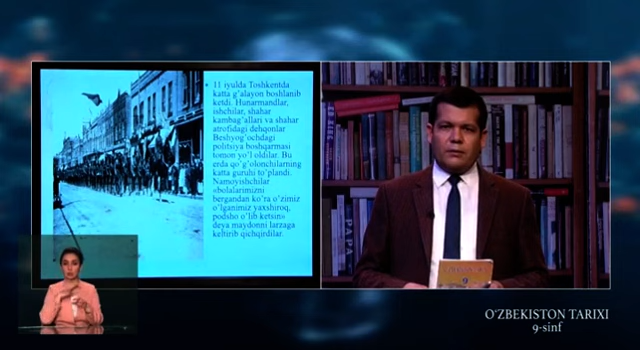 11 iyulda Toshkentda
katta g‘alayon boshlanib
ketdi. Hunarmandlar,
ishchilar, shahar
kambag‘allari va shahar
atrofidagi dehqonlar
Beshyog‘ochdagi
politsiya boshqarmasi
tomon yo‘l oldilar. Bu
erda qo‘g‘olonchilarning
katta guruhi to‘plandi.
Namoyishchilar
«bolalarimizni
bergandan ko‘ra o‘zimiz
o‘lganimiz yaxshiroq,
podsho o‘lib ketsin»
deya maydonni larzaga
keltirib qichqirdilar.
O‘ZBEKISTON TARIXI
9-sinf